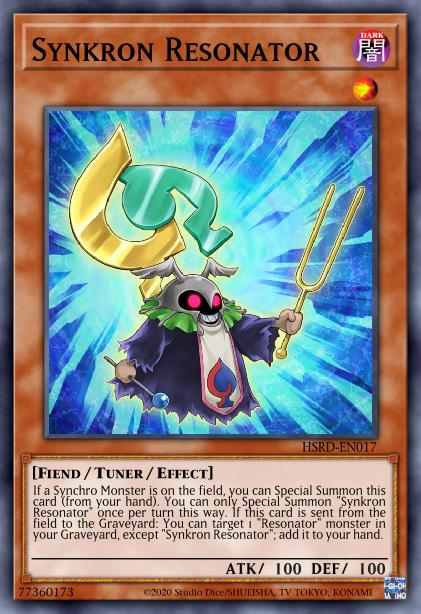 Synkron Resonator
DARK
闇
HSRD-EN017
[Fiend / Tuner / Effect]
If a Synchro Monster is on the field, you can Special Summon this
card (from your hand). You can only Special Summon "Synkron
Resonator" once per turn this way. If this card is sent from the
field to the Graveyard: You can target 1 "Resonator" monster in
your Graveyard, except "Synkron Resonator"; add it to your hand.
ATK/ 100 DEF/ 100
77360173
©2020 Studio Dice/SHUEISHA, TV TOKYO, KONAMI